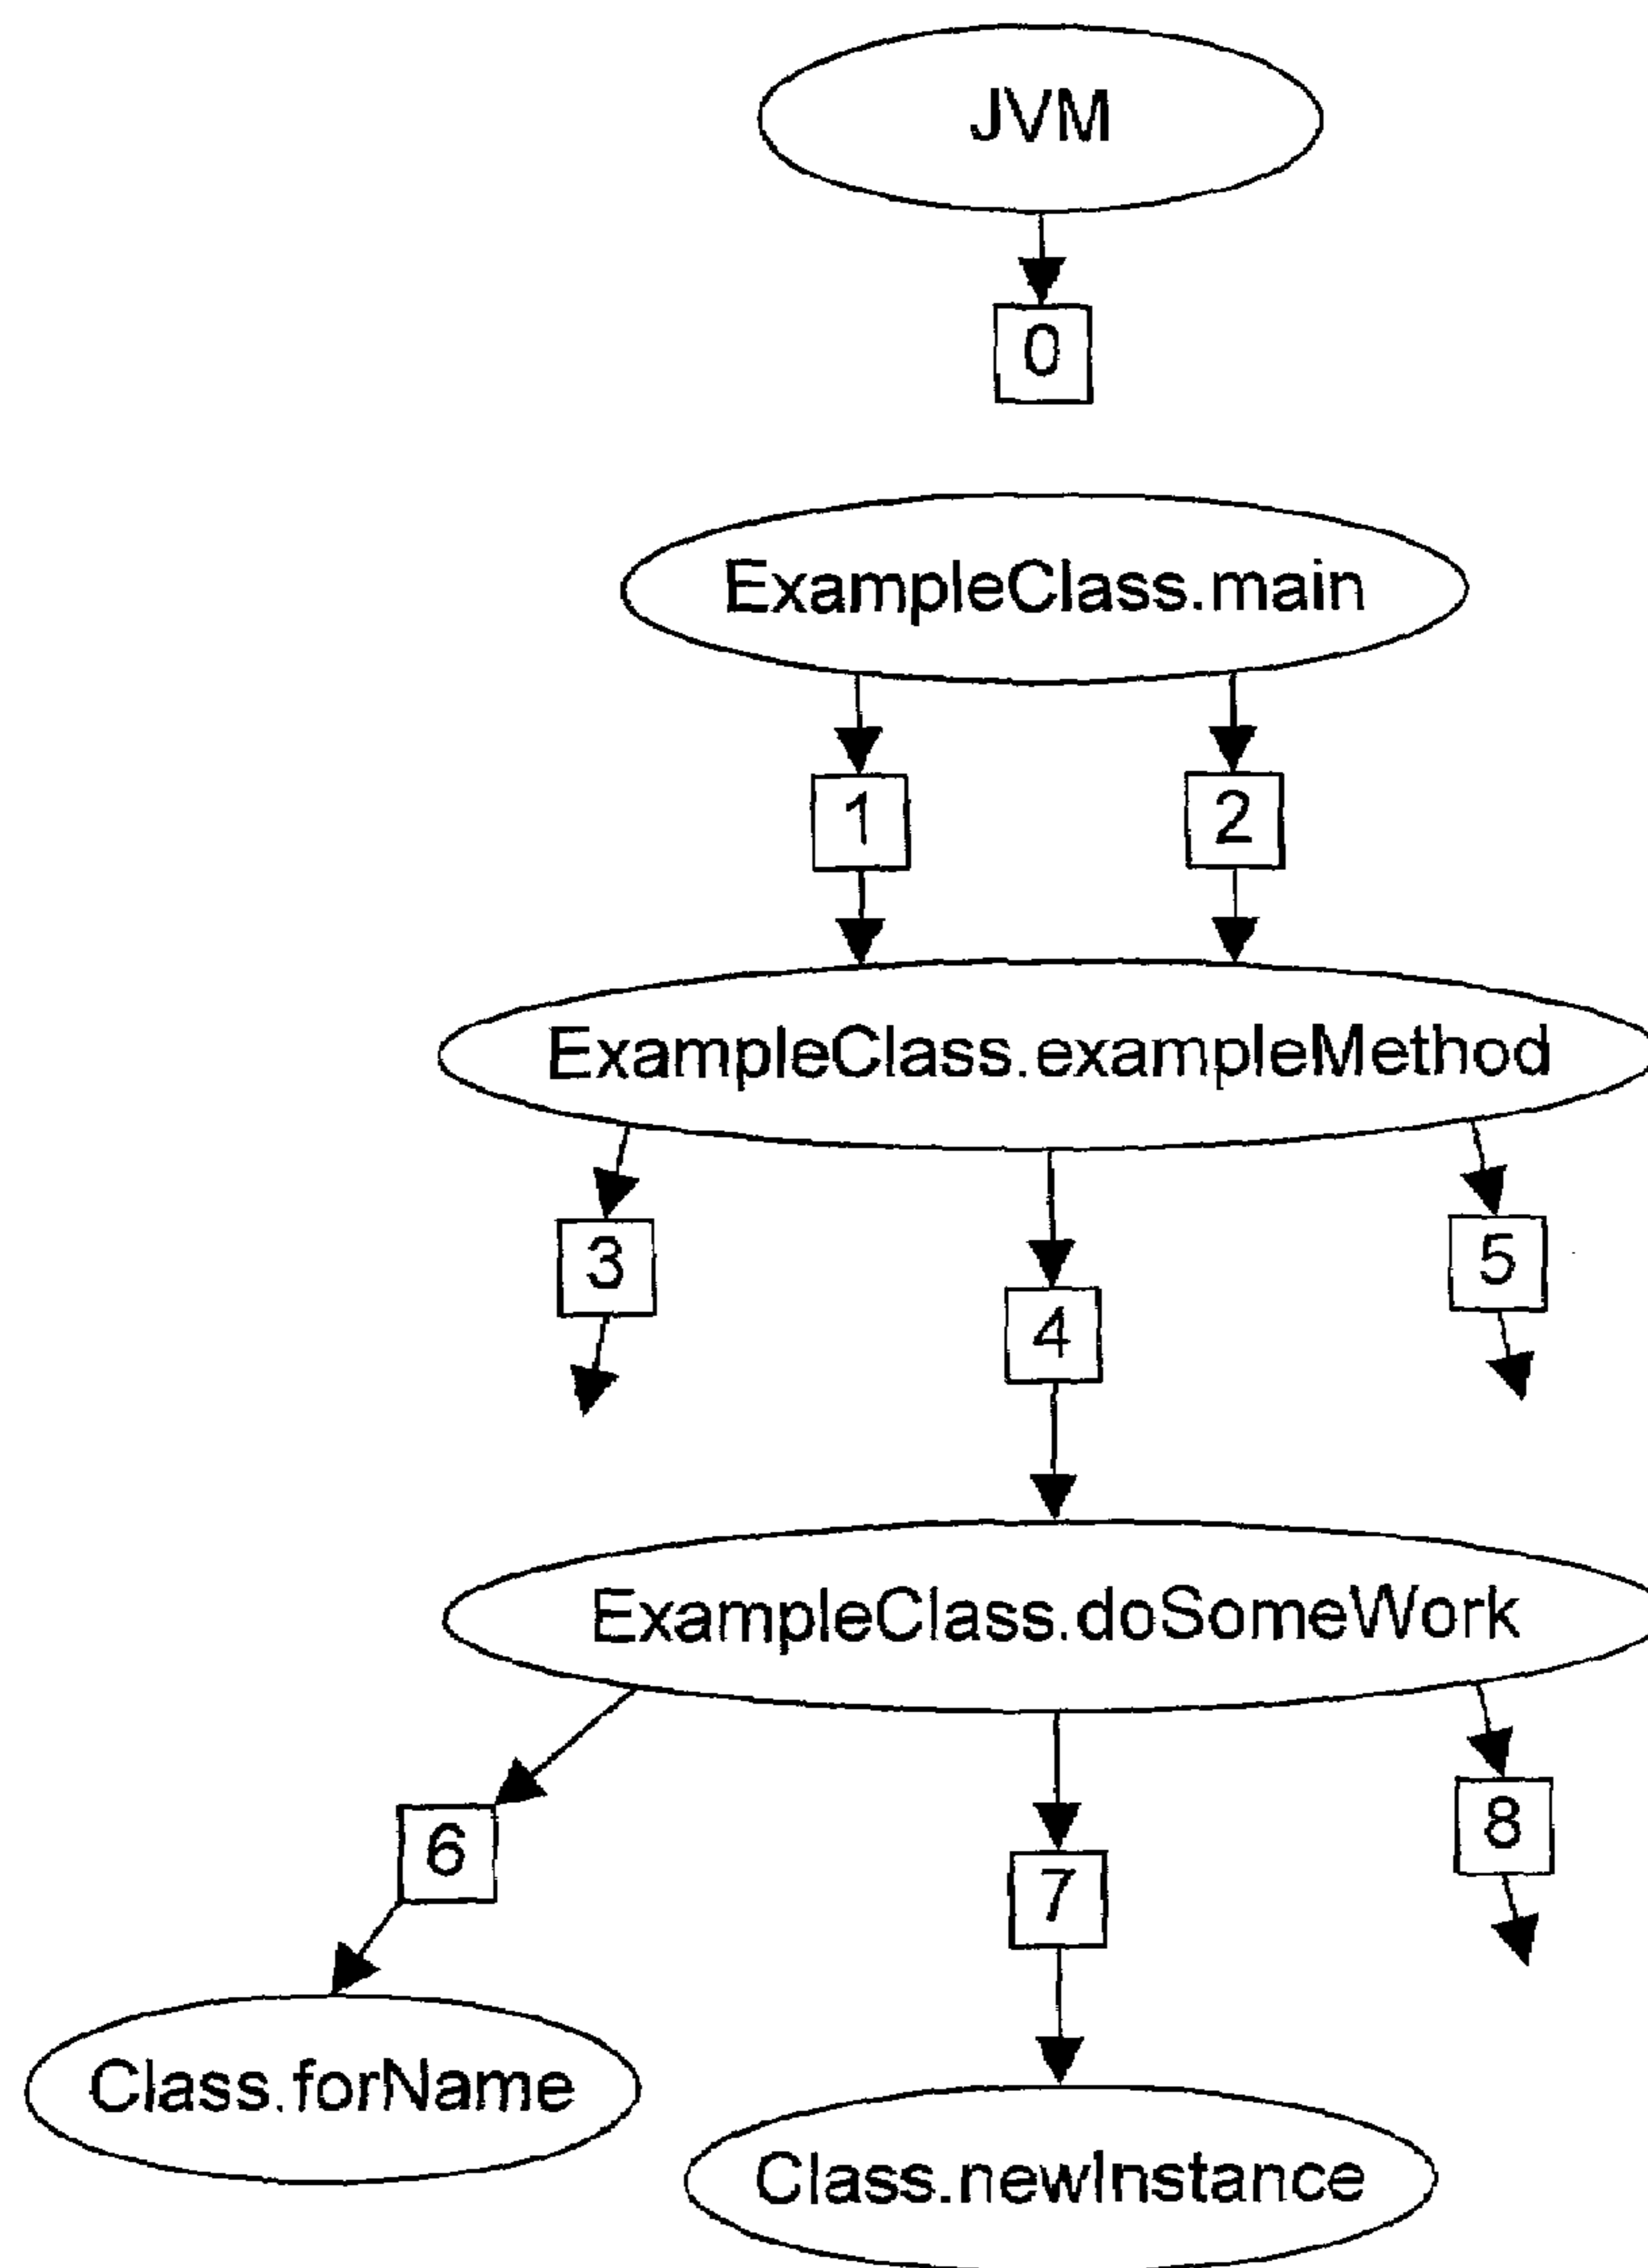 JVM
0
ExampleClass.main
1
2
ExampleClass.exampleMethod
3
4
5
ExampleClass.doSomeWork
6
7
8
Class.forName
Class.newInstance